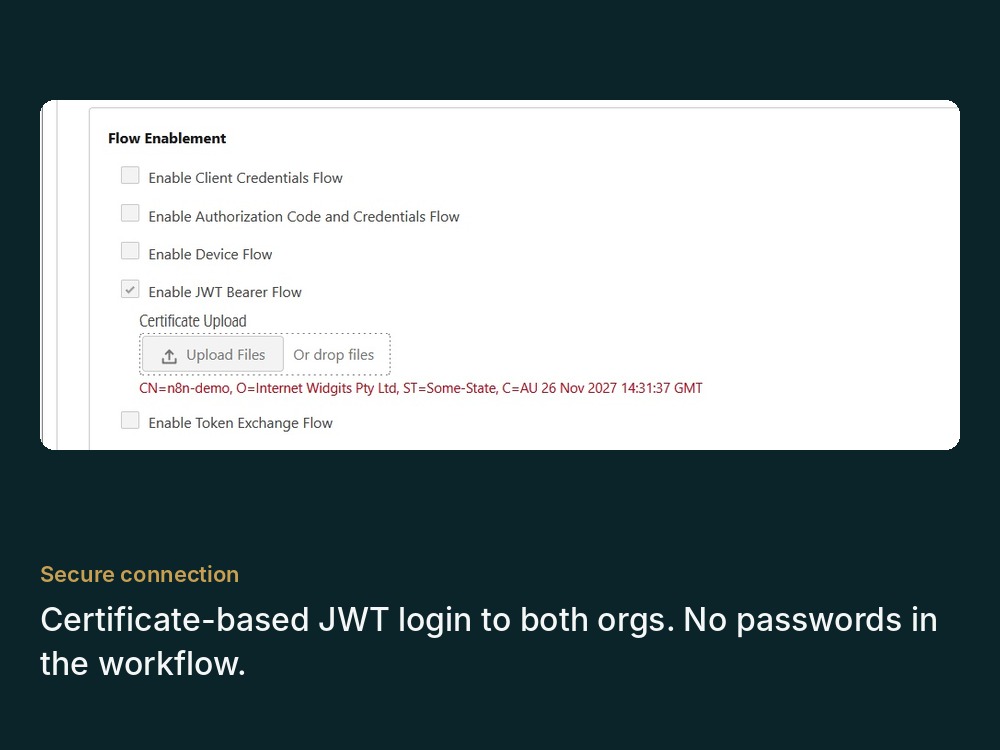 Flow Enablement
Enable Client Credentials Flow
Enable Authorization Code and Credentials Flow
Enable Device Flow
Enable JWT Bearer Flow
Certificate Upload
Upload Files Or drop files
CN=n8n-demo, O=Internet Widgits Pty Ltd, ST=Some-State, C=AU 26 Nov 2027 14:31:37 GMT
Enable Token Exchange Flow
Secure connection
Certificate-based JWT login to both orgs. No passwords in
the workflow.